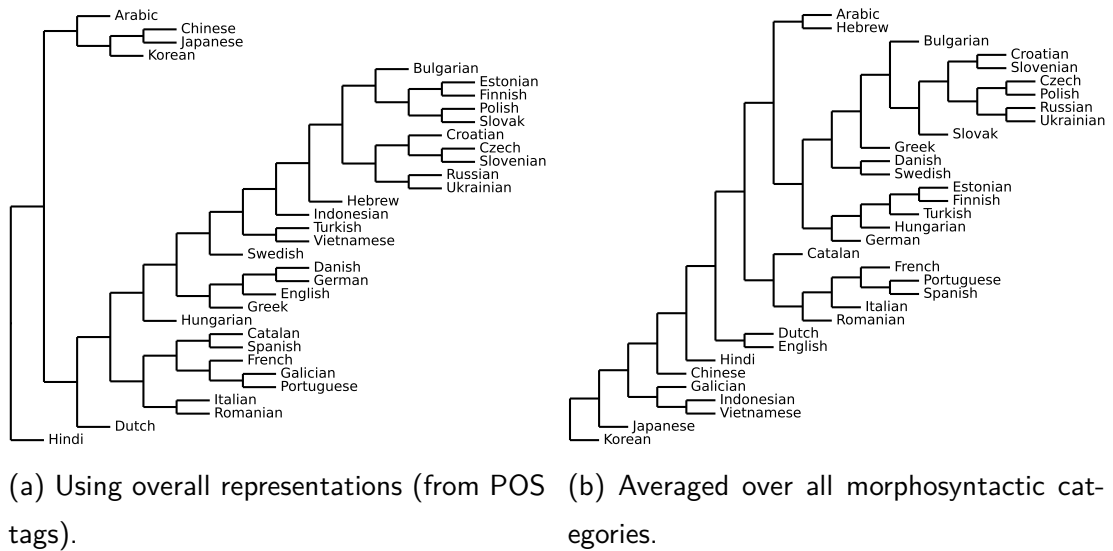 Arabic
Chinese
Japanese
Korean
Bulgarian
Estonian
Finnish
Polish
Slovak
Croatian
Czech
Slovenian
Russian
Ukrainian
Hebrew
Indonesian
Turkish
Vietnamese
Swedish
Danish
German
English
Greek
Hungarian
Catalan
Spanish
French
Galician
Portuguese
Italian
Romanian
Dutch
Hindi
(a) Using overall representations (from POS
tags).
Arabic
Hebrew
Bulgarian
Croatian
Slovenian
Czech
Polish
Russian
Ukrainian
Slovak
Greek
Danish
Swedish
Estonian
Finnish
Turkish
Hungarian
German
Catalan
French
Portuguese
Spanish
Italian
Romanian
Dutch
English
Hindi
Chinese
Galician
Indonesian
Vietnamese
Japanese
Korean
(b) Averaged over all morphosyntactic cat-
egories.